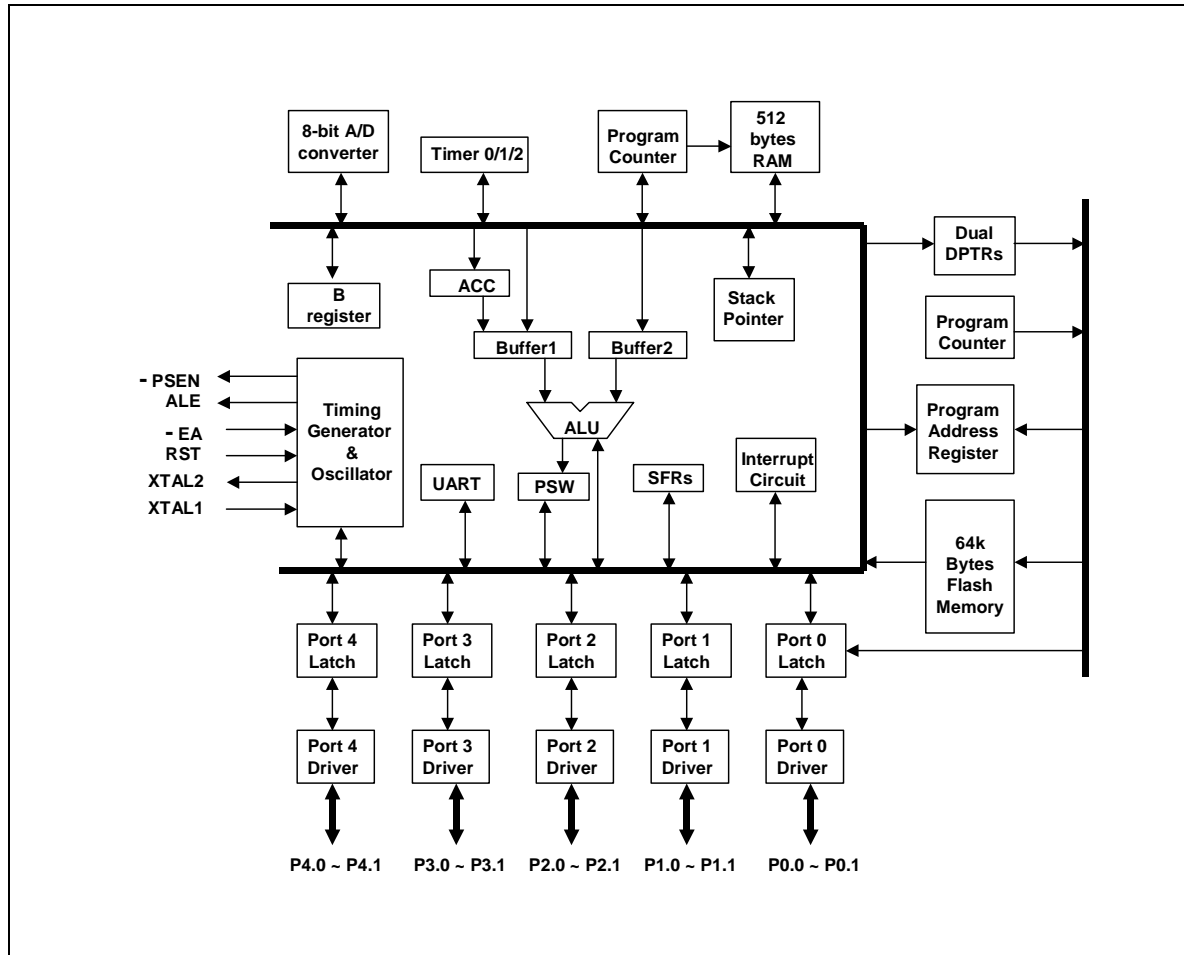 8-bit A/D
converter
Timer 0/1/2
Program
Counter
512
bytes
RAM
Dual
DPTRs
B
register
ACC
Stack
Pointer
Buffer1
Buffer2
Program
Counter
- PSEN
ALE
- EA
RST
XTAL2
XTAL1
Timing
Generator
&
Oscillator
ALU
Program
Address
Register
UART
PSW
SFRs
Interrupt
Circuit
64k
Bytes
Flash
Memory
Port 4
Latch
Port 3
Latch
Port 2
Latch
Port 1
Latch
Port 0
Latch
Port 4
Driver
Port 3
Driver
Port 2
Driver
Port 1
Driver
Port 0
Driver
P4.0 ~ P4.1
P3.0 ~ P3.1
P2.0 ~ P2.1
P1.0 ~ P1.1
P0.0 ~ P0.1